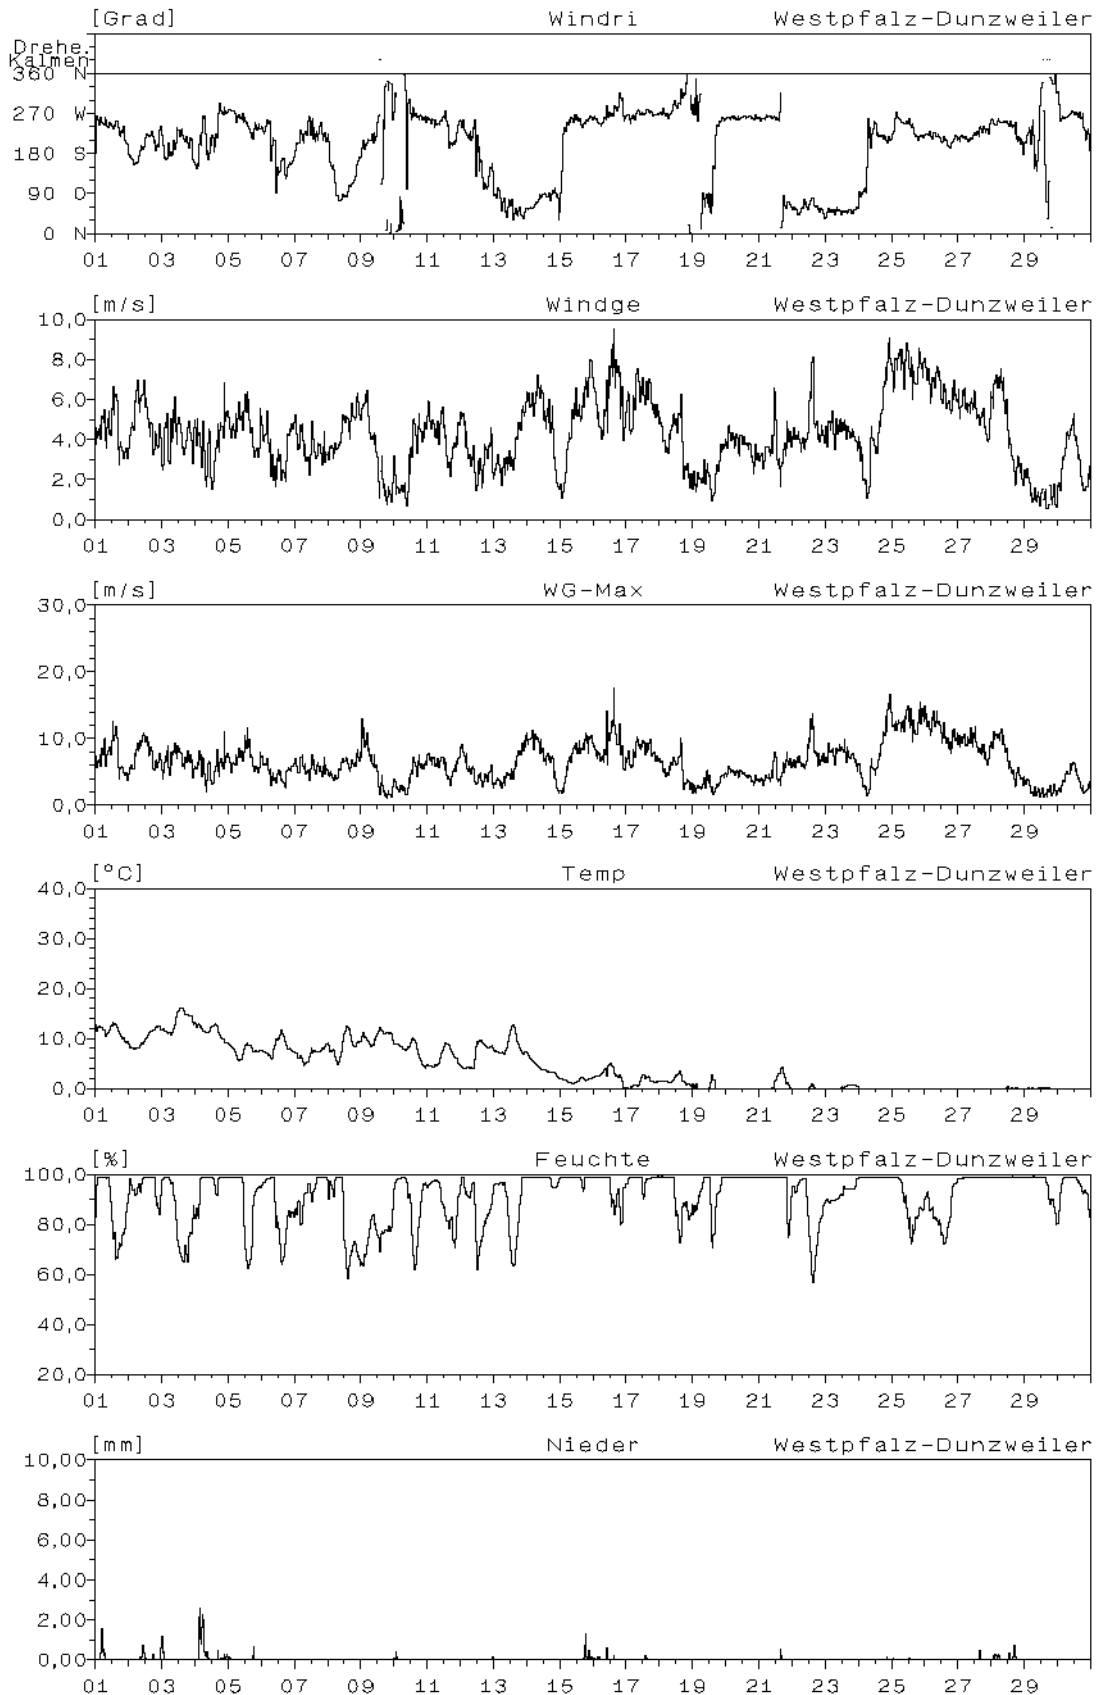 [Grad] Windri Westpfalz-Dunzweiler
Drehe.
Kalmen
360 N
270 W
180 S
90 O
0 N
01 03 05 07 09 11 13 15 17 19 21 23 25 27 29
[m/s] Windge Westpfalz-Dunzweiler
10,0
8,0
6,0
4,0
2,0
0,0
01 03 05 07 09 11 13 15 17 19 21 23 25 27 29
[m/s] WG-Max Westpfalz-Dunzweiler
30,0
20,0
10,0
0,0
01 03 05 07 09 11 13 15 17 19 21 23 25 27 29
[°C] Temp Westpfalz-Dunzweiler
40,0
30,0
20,0
10,0
0,0
01 03 05 07 09 11 13 15 17 19 21 23 25 27 29
[%] Feuchte Westpfalz-Dunzweiler
100,0
80,0
60,0
40,0
20,0
01 03 05 07 09 11 13 15 17 19 21 23 25 27 29
[mm] Nieder Westpfalz-Dunzweiler
10,00
8,00
6,00
4,00
2,00
0,00
01 03 05 07 09 11 13 15 17 19 21 23 25 27 29